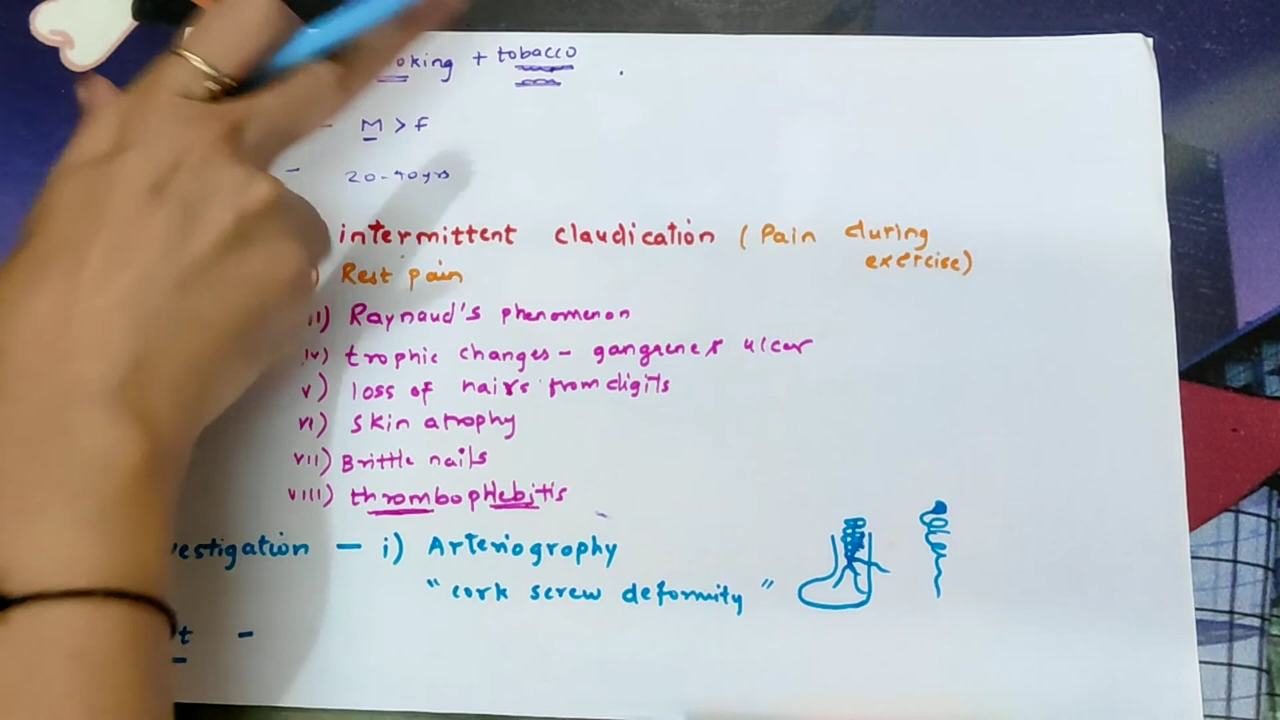 oking + tobacco
- M > F
- 20-40yrs
intermittent claudication (Pain during
exercise)
) Rest pain
ii) Raynaud's phenomenon
iv) trophic changes - gangrene & ulcer
v) loss of hairs from digits
vi) skin atrophy
vii) Brittle nails
viii) thrombophlebitis
vestigation - i) Arteriography
"cork screw deformity"
t -